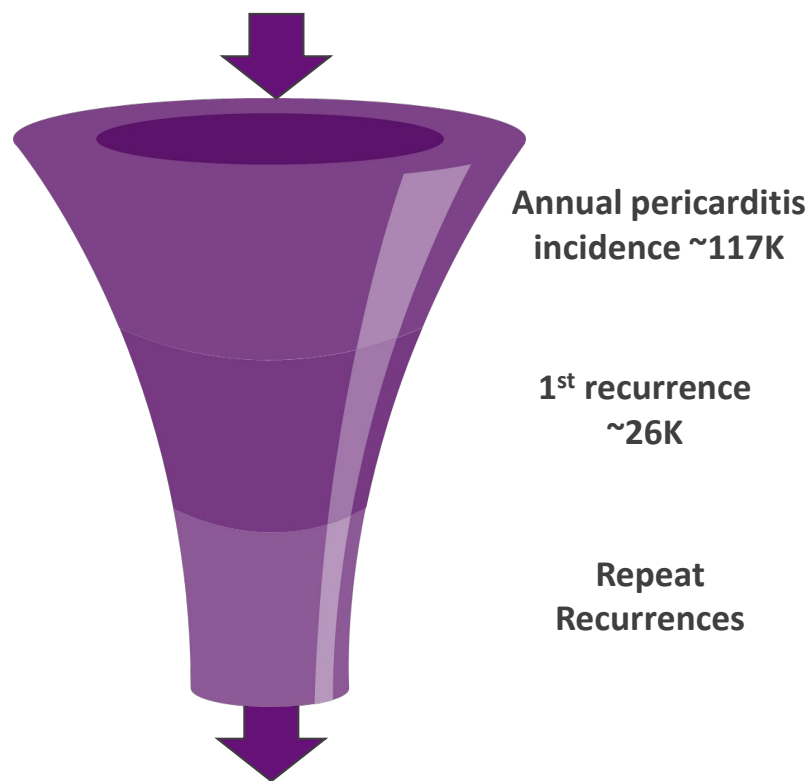 Annual pericarditis
incidence ~117K
1st recurrence
~26K
Repeat
Recurrences